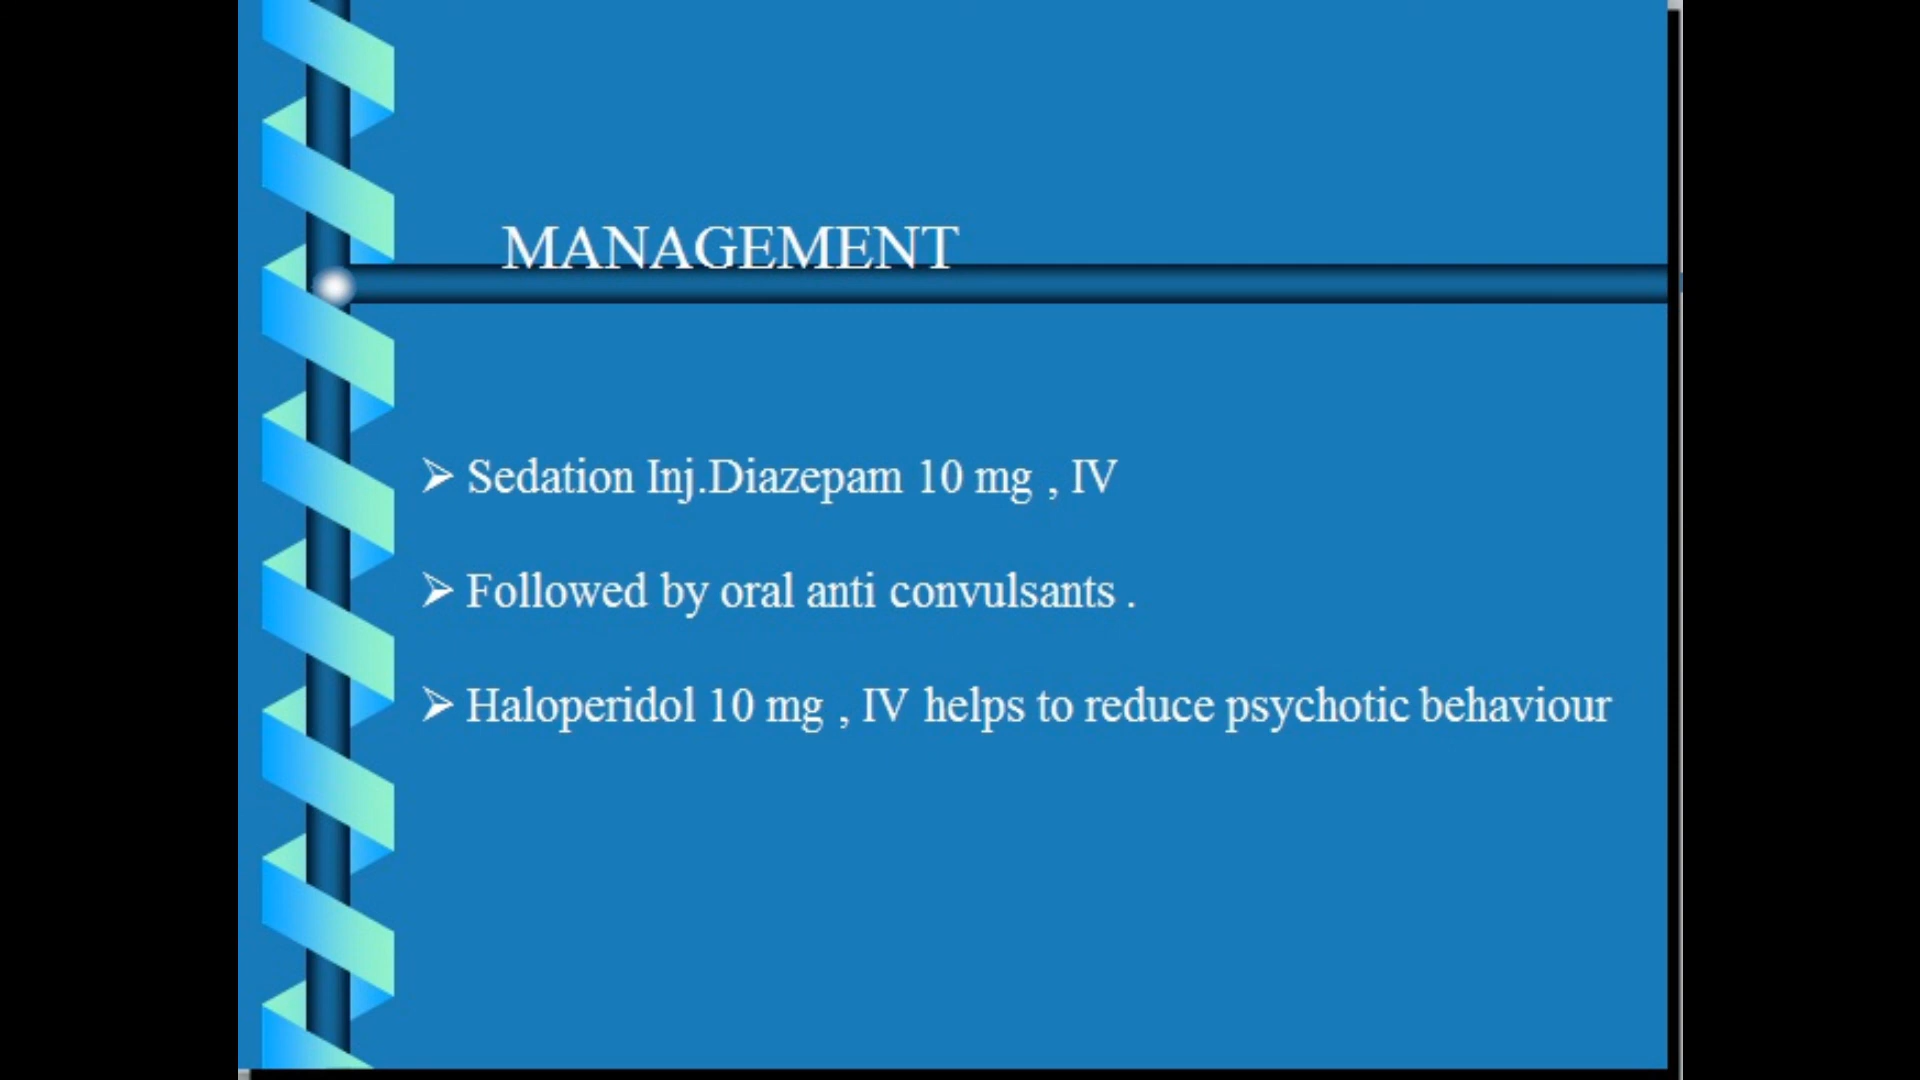 MANAGEMENT
➢ Sedation Inj.Diazepam 10 mg , IV
➢ Followed by oral anti convulsants .
➢ Haloperidol 10 mg , IV helps to reduce psychotic behaviour